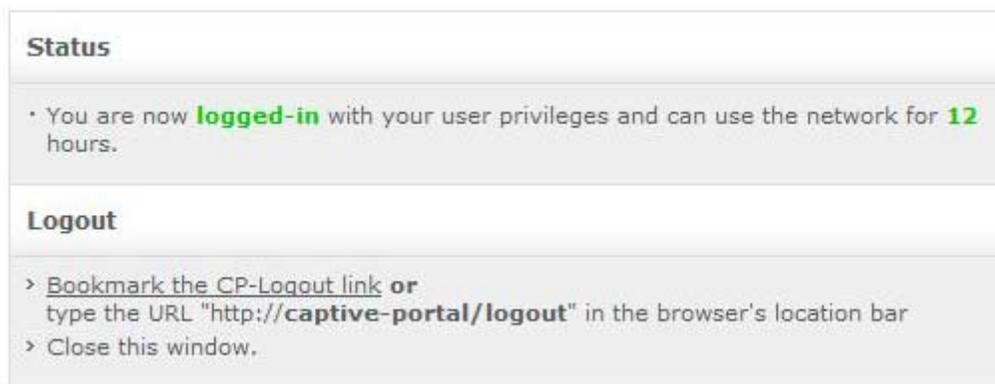 Status
· You are now logged-in with your user privileges and can use the network for 12
hours.
Logout
> Bookmark the CP-Logout link or
type the URL "http://captive-portal/logout" in the browser's location bar
> Close this window.